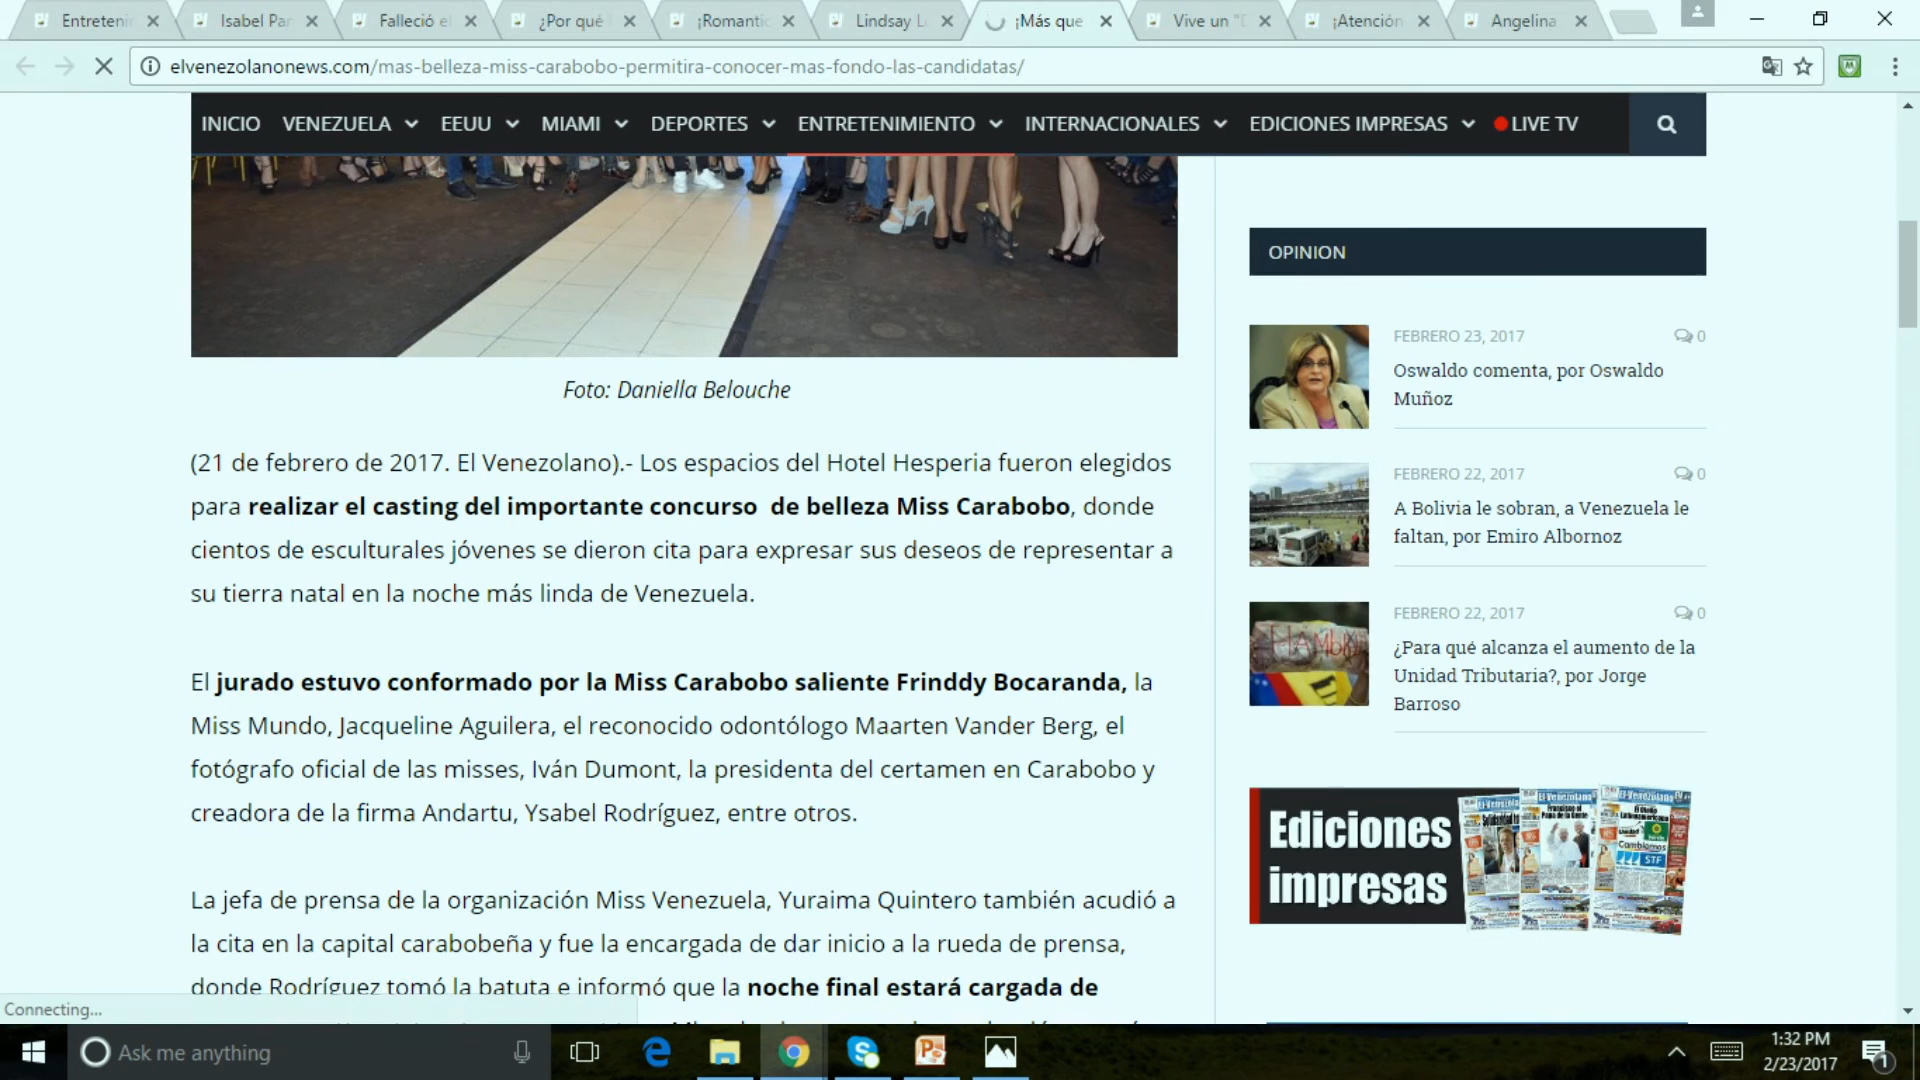 Entreteni
Isabel Pan
Falleció el
¿Por qué
¡Romantic
Lindsay L
¡Más que
Vive un "D
¡Atención
Angelina
elvenezolanonews.com/mas-belleza-miss-carabobo-permitira-conocer-mas-fondo-las-candidatas/
INICIO VENEZUELA EEUU MIAMI DEPORTES ENTRETENIMIENTO INTERNACIONALES EDICIONES IMPRESAS LIVE TV
Foto: Daniella Belouche
(21 de febrero de 2017. El Venezolano).- Los espacios del Hotel Hesperia fueron elegidos
para realizar el casting del importante concurso de belleza Miss Carabobo, donde
cientos de esculturales jóvenes se dieron cita para expresar sus deseos de representar a
su tierra natal en la noche más linda de Venezuela.
El jurado estuvo conformado por la Miss Carabobo saliente Frinddy Bocaranda, la
Miss Mundo, Jacqueline Aguilera, el reconocido odontólogo Maarten Vander Berg, el
fotógrafo oficial de las misses, Iván Dumont, la presidenta del certamen en Carabobo y
creadora de la firma Andartu, Ysabel Rodríguez, entre otros.
La jefa de prensa de la organización Miss Venezuela, Yuraima Quintero también acudió a
la cita en la capital carabobeña y fue la encargada de dar inicio a la rueda de prensa,
donde Rodríguez tomó la batuta e informó que la noche final estará cargada de
OPINION
FEBRERO 23, 2017 0
Oswaldo comenta, por Oswaldo
Muñoz
FEBRERO 22, 2017 0
A Bolivia le sobran, a Venezuela le
faltan, por Emiro Albornoz
FEBRERO 22, 2017 0
¿Para qué alcanza el aumento de la
Unidad Tributaria?, por Jorge
Barroso
Ediciones
impresas
El Venezolano
Cambiemos
STF
Connecting...
Ask me anything
1:32 PM
2/23/2017
1